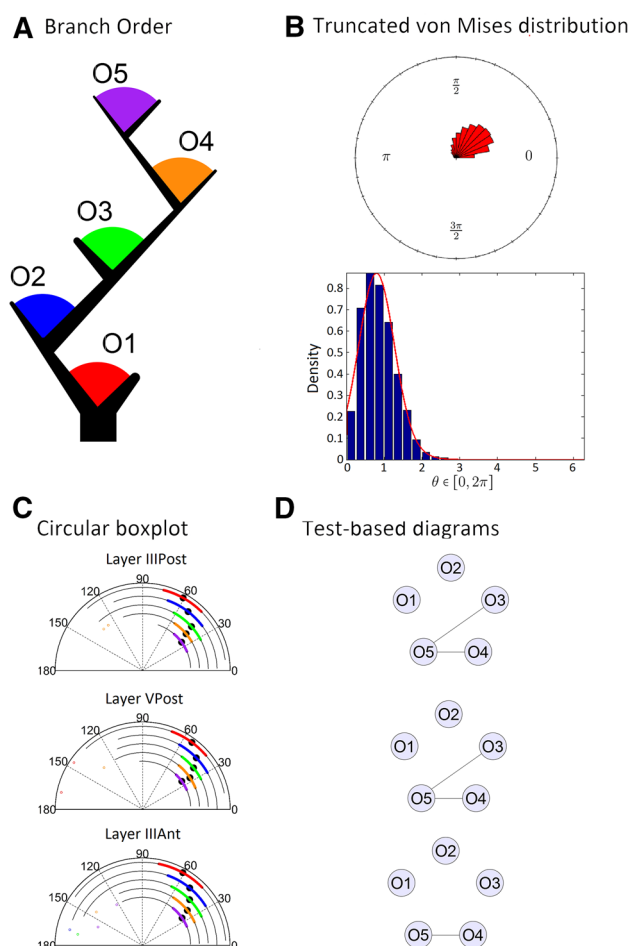 A Branch Order
O5
O4
O3
O2
O1
B Truncated von Mises distribution
π/2
π
0
3π/2
Density
0.8
0.7
0.6
0.5
0.4
0.3
0.2
0.1
0
0 1 2 3 4 5 6
θ ∈ [0, 2π]
C Circular boxplot
Layer IIIPost
90
120 60
150 30
180 0
Layer VPost
90
120 60
150 30
180 0
Layer IIIAnt
90
120 60
150 30
180 0
D Test-based diagrams
O2
O1 O3
O5 O4
O2
O1 O3
O5 O4
O2
O1 O3
O5 O4